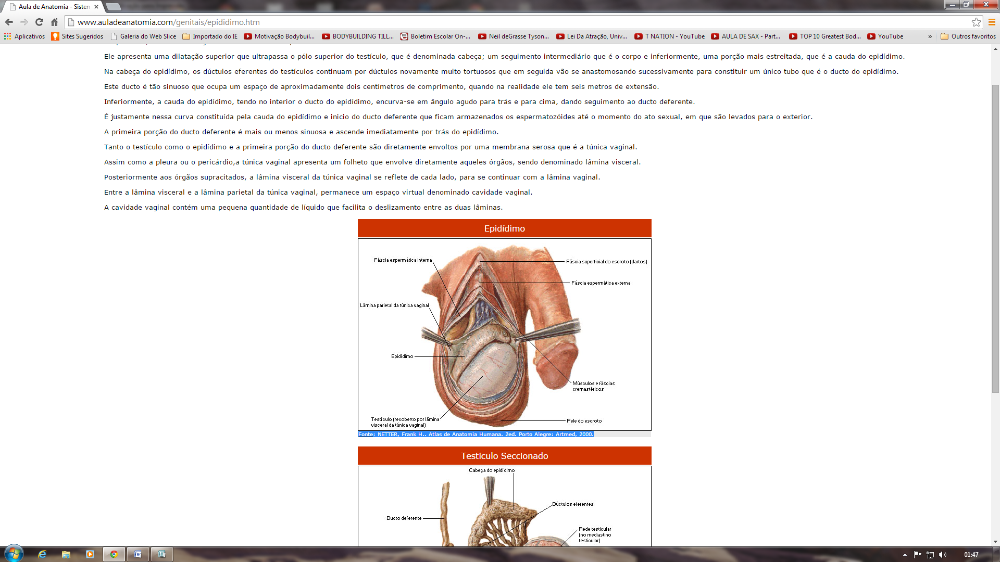 Aula de Anatomia - Sisten
www.auladeanatomia.com/genitais/epididimo.htm
Aplicativos
Sites Sugeridos
Galeria do Web Slice
Importado do IE
Motivação Bodybuil...
BODYBUILDING TILL...
Boletim Escolar On-...
Neil deGrasse Tyson...
Lei Da Atração, Univ...
T NATION - YouTube
AULA DE SAX - Part...
TOP 10 Greatest Bod...
YouTube
»
Outros favoritos
Ele apresenta uma dilatação superior que ultrapassa o pólo superior do testículo, que é denominada cabeça; um seguimento intermediário que é o corpo e inferiormente, uma porção mais estreitada, que é a cauda do epidídimo.
Na cabeça do epidídimo, os dúctulos eferentes do testículos continuam por dúctulos novamente muito tortuosos que em seguida vão se anastomosando sucessivamente para constituir um único tubo que é o ducto do epidídimo.
Este ducto é tão sinuoso que ocupa um espaço de aproximadamente dois centímetros de comprimento, quando na realidade ele tem seis metros de extensão.
Inferiormente, a cauda do epidídimo, tendo no interior o ducto do epidídimo, encurva-se em ângulo agudo para trás e para cima, dando seguimento ao ducto deferente.
É justamente nessa curva constituída pela cauda do epidídimo e inicio do ducto deferente que ficam armazenados os espermatozóides até o momento do ato sexual, em que são levados para o exterior.
A primeira porção do ducto deferente é mais ou menos sinuosa e ascende imediatamente por trás do epidídimo.
Tanto o testículo como o epidídimo e a primeira porção do ducto deferente são diretamente envoltos por uma membrana serosa que é a túnica vaginal.
Assim como a pleura ou o pericárdio,a túnica vaginal apresenta um folheto que envolve diretamente aqueles órgãos, sendo denominado lâmina visceral.
Posteriormente aos órgãos supracitados, a lâmina visceral da túnica vaginal se reflete de cada lado, para se continuar com a lâmina vaginal.
Entre a lâmina visceral e a lâmina parietal da túnica vaginal, permanece um espaço virtual denominado cavidade vaginal.
A cavidade vaginal contém uma pequena quantidade de líquido que facilita o deslizamento entre as duas lâminas.
Epidídimo
Fáscia espermática interna
Fáscia superficial do escroto (dartos)
Fáscia espermática externa
Lâmina parietal da túnica vaginal
Epidídimo
Músculos e fáscias
cremastéricos
Testículo (recoberto por lâmina
visceral da túnica vaginal)
Pele do escroto
Fonte: NETTER, Frank H.. Atlas de Anatomia Humana. 2ed. Porto Alegre: Artmed, 2000.
Testículo Seccionado
Cabeça do epidídimo
Dúctulos eferentes
Ducto deferente
Rede testicular
(no mediastino
testicular)
01:47